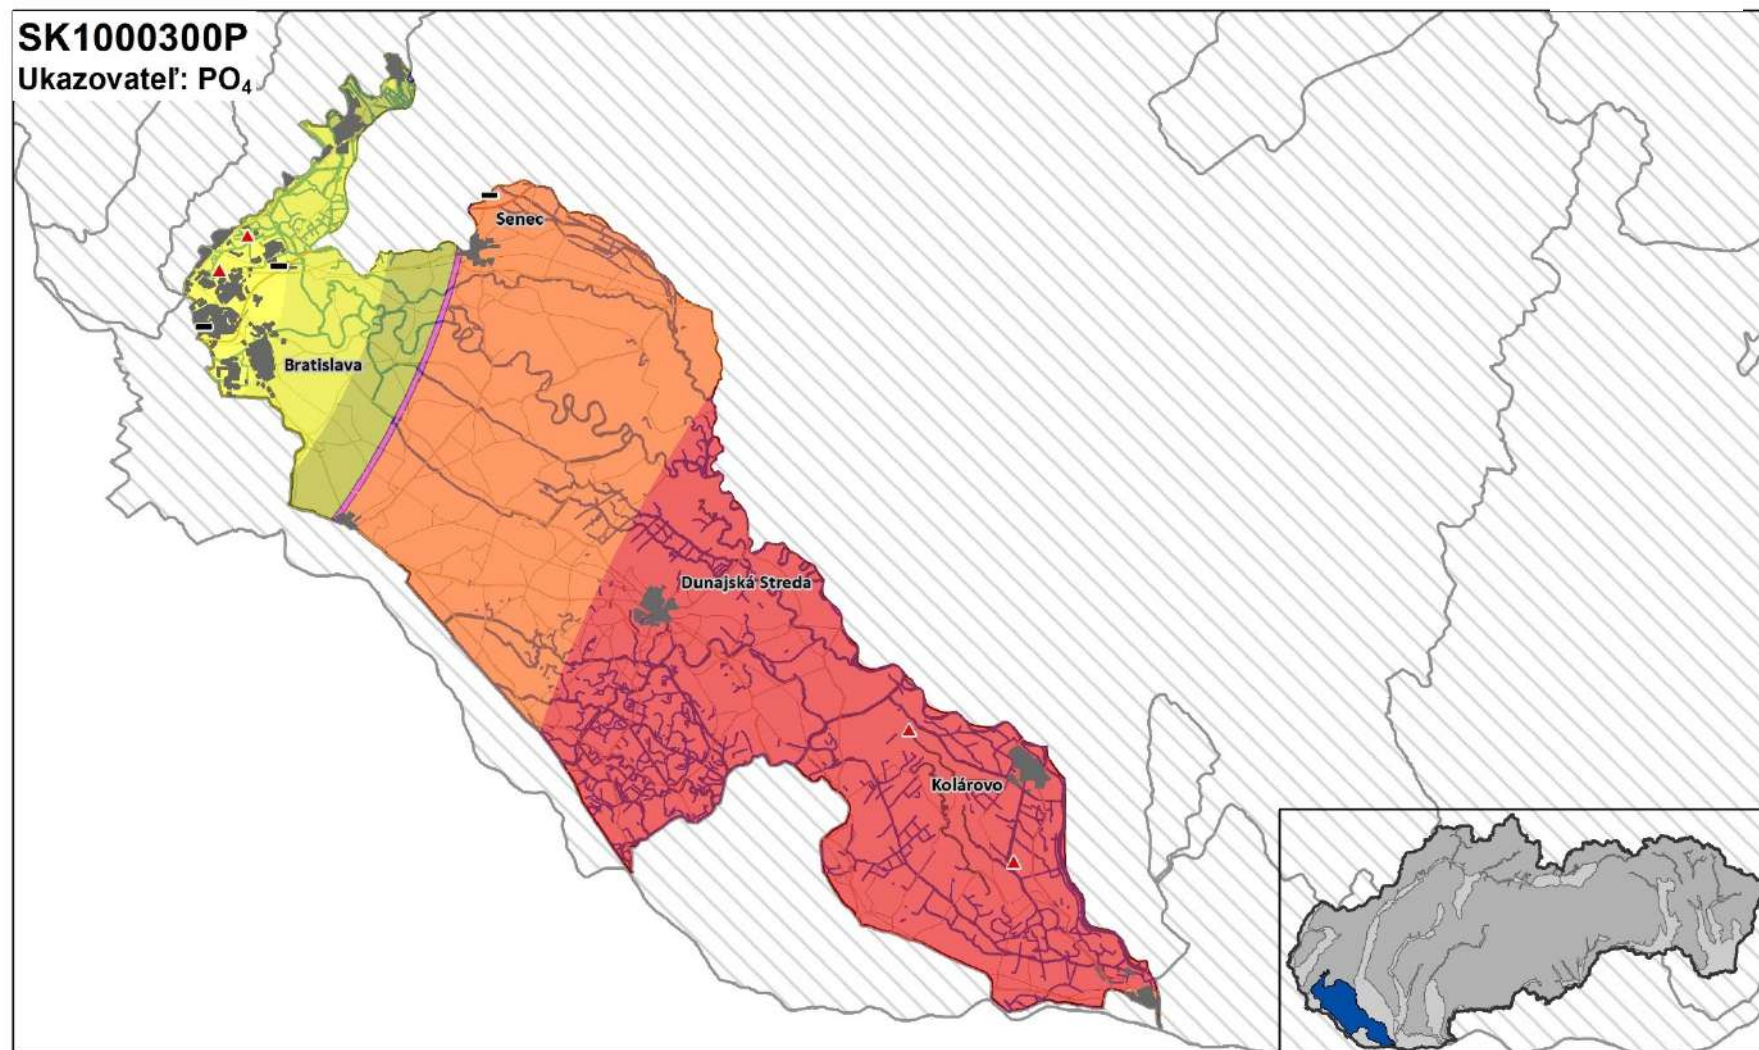 SK1000300P
Ukazovateľ: PO₄
Senec
Bratislava
Dunajská Streda
Kolárovo